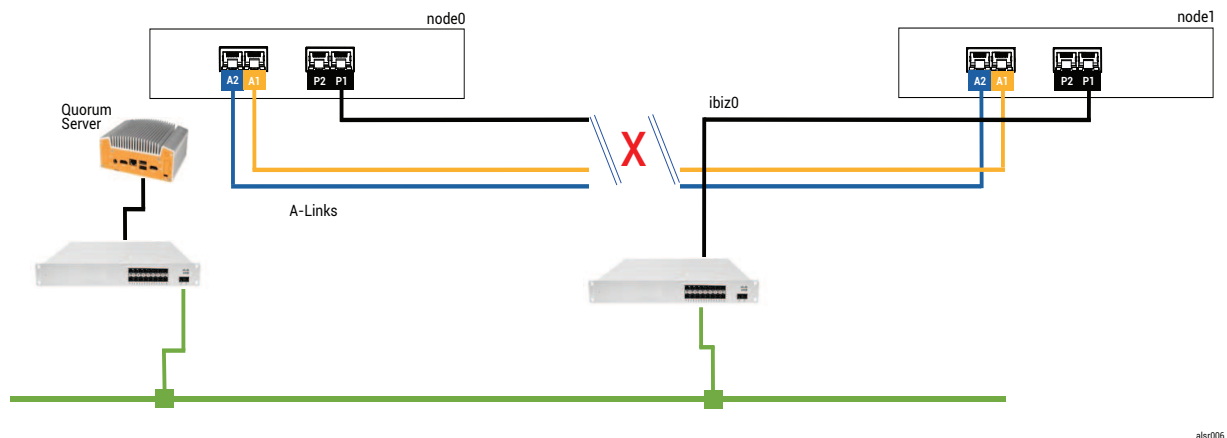 node0
node1
A2 A1 P2 P1
A2 A1 P2 P1
Quorum
Server
ibiz0
X
A-Links
alsr006